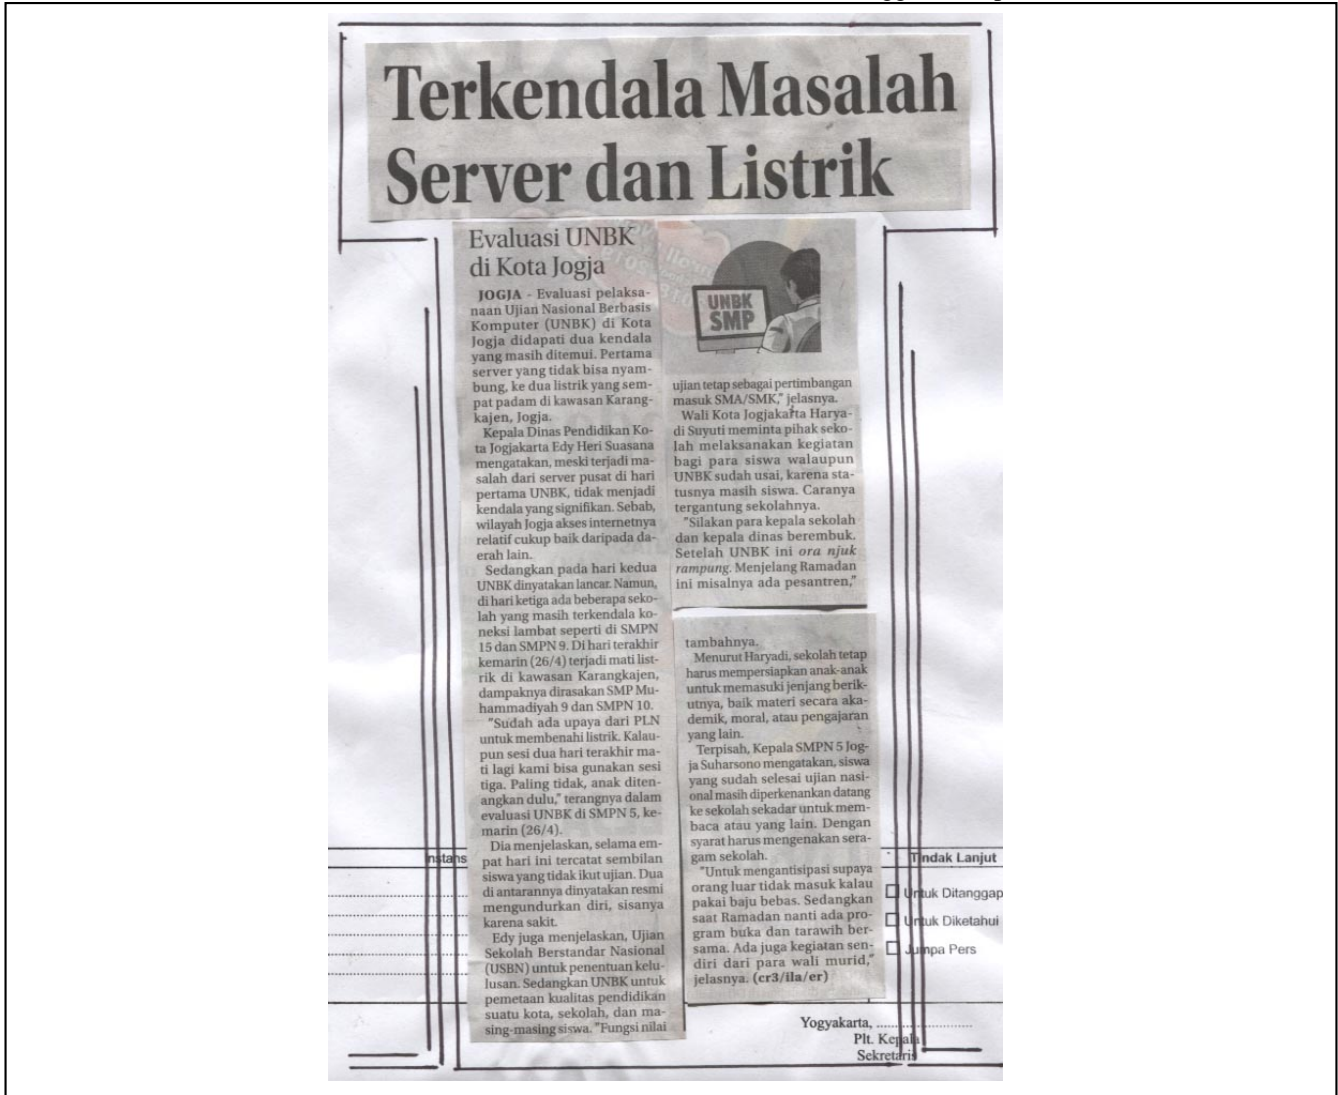 Terkendala Masalah
Server dan Listrik
Evaluasi UNBK
di Kota Jogja
JOGJA - Evaluasi pelaksa-
naan Ujian Nasional Berbasis
Komputer (UNBK) di Kota
Jogja didapati dua kendala
yang masih ditemui. Pertama
server yang tidak bisa nyam-
bung, ke dua listrik yang sem-
pat padam di kawasan Karang-
kajen, Jogja.
Kepala Dinas Pendidikan Ko-
ta Jogjakarta Edy Heri Suasana
mengatakan, meski terjadi ma-
salah dari server pusat di hari
pertama UNBK, tidak menjadi
kendala yang signifikan. Sebab,
wilayah Jogja akses internetnya
relatif cukup baik daripada da-
erah lain.
Sedangkan pada hari kedua
UNBK dinyatakan lancar. Namun,
di hari ketiga ada beberapa seko-
lah yang masih terkendala ko-
neksi lambat seperti di SMPN
15 dan SMPN 9. Di hari terakhir
kemarin (26/4) terjadi mati list-
rik di kawasan Karangkajen,
dampaknya dirasakan SMP Mu-
hammadiyah 9 dan SMPN 10.
"Sudah ada upaya dari PLN
untuk membenahi listrik. Kalau-
pun sesi dua hari terakhir ma-
ti lagi kami bisa gunakan sesi
tiga. Paling tidak, anak diten-
angkan dulu," terangnya dalam
evaluasi UNBK di SMPN 5, ke-
marin (26/4).
Dia menjelaskan, selama em-
pat hari ini tercatat sembilan
siswa yang tidak ikut ujian. Dua
di antarannya dinyatakan resmi
mengundurkan diri, sisanya
karena sakit.
Edy juga menjelaskan, Ujian
Sekolah Berstandar Nasional
(USBN) untuk penentuan kelu-
lusan. Sedangkan UNBK untuk
pemetaan kualitas pendidikan
suatu kota, sekolah, dan ma-
sing-masing siswa. "Fungsi nilai
UNBK
SMP
ujian tetap sebagai pertimbangan
masuk SMA/SMK," jelasnya.
Wali Kota Jogjakarta Harya-
di Suyuti meminta pihak seko-
lah melaksanakan kegiatan
bagi para siswa walaupun
UNBK sudah usai, karena sta-
tusnya masih siswa. Caranya
tergantung sekolahnya.
"Silakan para kepala sekolah
dan kepala dinas berembuk.
Setelah UNBK ini ora njuk
rampung. Menjelang Ramadan
ini misalnya ada pesantren,"
tambahnya.
Menurut Haryadi, sekolah tetap
harus mempersiapkan anak-anak
untuk memasuki jenjang berik-
utnya, baik materi secara aka-
demik, moral, atau pengajaran
yang lain.
Terpisah, Kepala SMPN 5 Jog-
ja Suharsono mengatakan, siswa
yang sudah selesai ujian nasi-
onal masih diperkenankan datang
ke sekolah sekadar untuk mem-
baca atau yang lain. Dengan
syarat harus mengenakan sera-
gam sekolah.
"Untuk mengantisipasi supaya
orang luar tidak masuk kalau
pakai baju bebas. Sedangkan
saat Ramadan nanti ada pro-
gram buka dan tarawih ber-
sama. Ada juga kegiatan sen-
diri dari para wali murid,"
jelasnya. (cr3/ila/er)
nstans
Tindak Lanjut
Untuk Ditanggap
Untuk Diketahui
Jumpa Pers
Yogyakarta, ........................
Plt. Kepala
Sekretaris